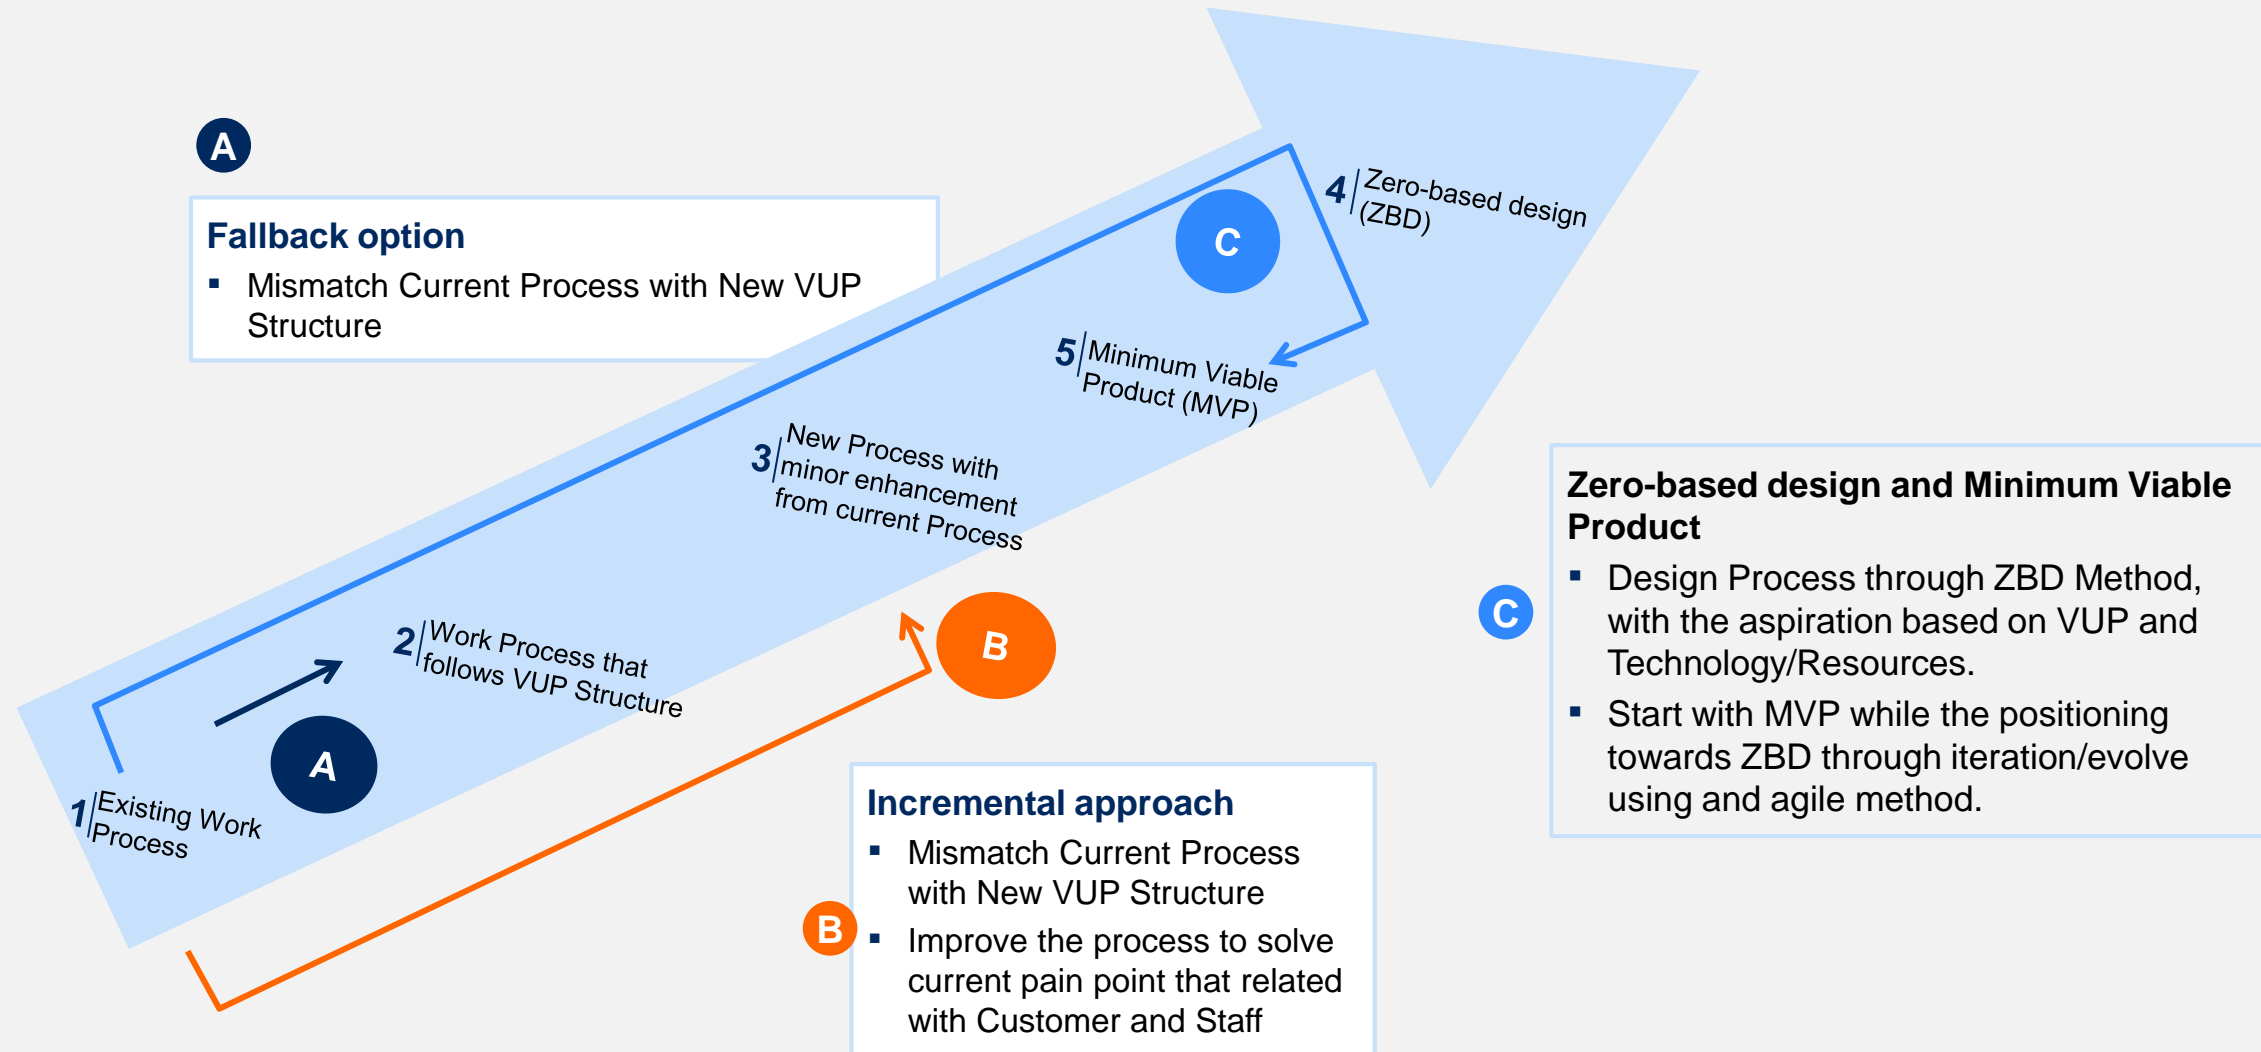 A
Fallback option
▪ Mismatch Current Process with New VUP
Structure
C
4 Zero-based design
(ZBD)
5 Minimum Viable
Product (MVP)
3 New Process with
minor enhancement
from current Process
2 Work Process that
follows VUP Structure
B
A
1 Existing Work
Process
Incremental approach
▪ Mismatch Current Process
with New VUP Structure
B
▪ Improve the process to solve
current pain point that related
with Customer and Staff
Zero-based design and Minimum Viable
Product
▪ Design Process through ZBD Method,
C
with the aspiration based on VUP and
Technology/Resources.
▪ Start with MVP while the positioning
towards ZBD through iteration/evolve
using and agile method.